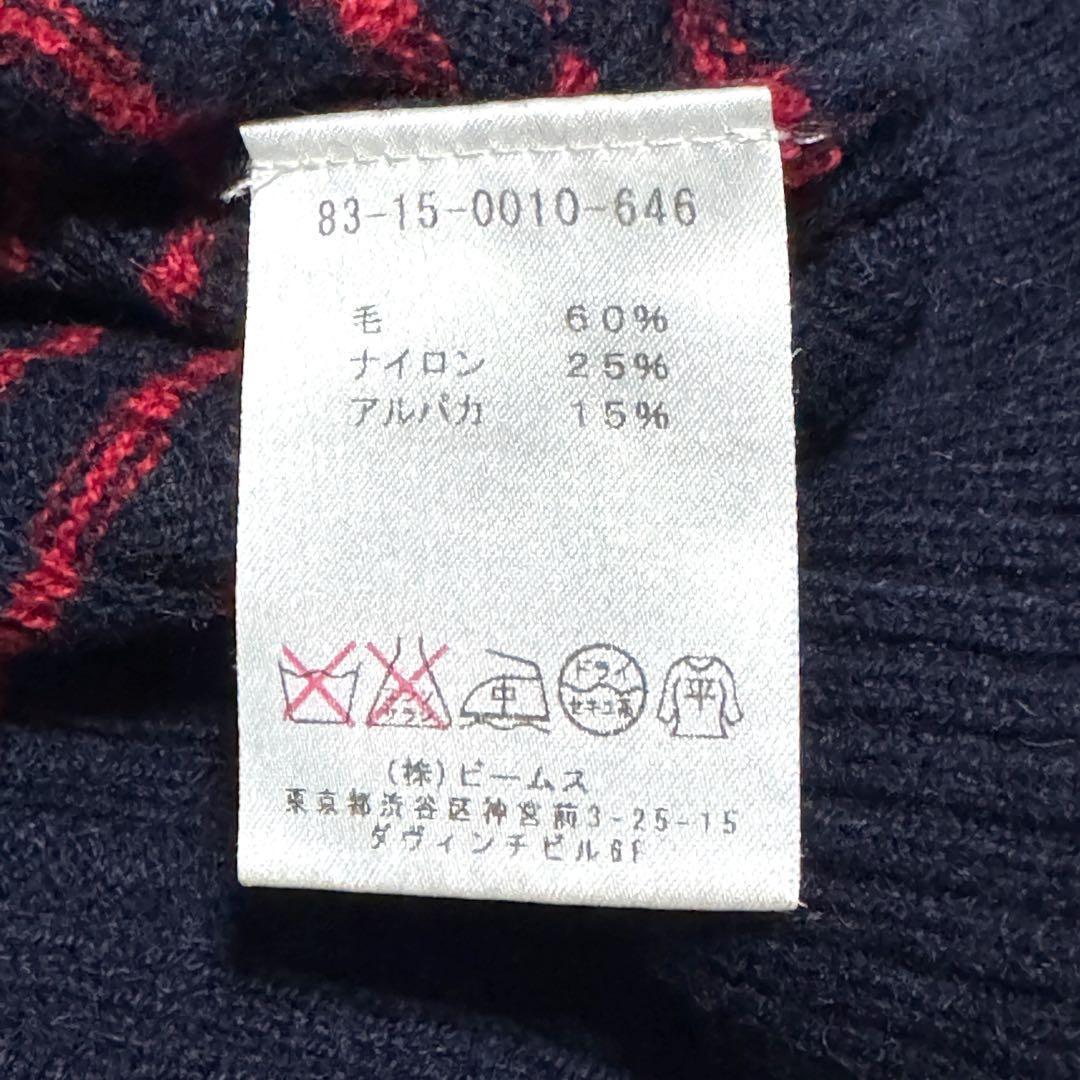 83-15-0010-646
毛 60%
ナイロン 25%
アルパカ 15%
中 ドライ 平
セキユ系
(株)ビームス
東京都渋谷区神宮前3-25-15
ダヴィンチビル6F